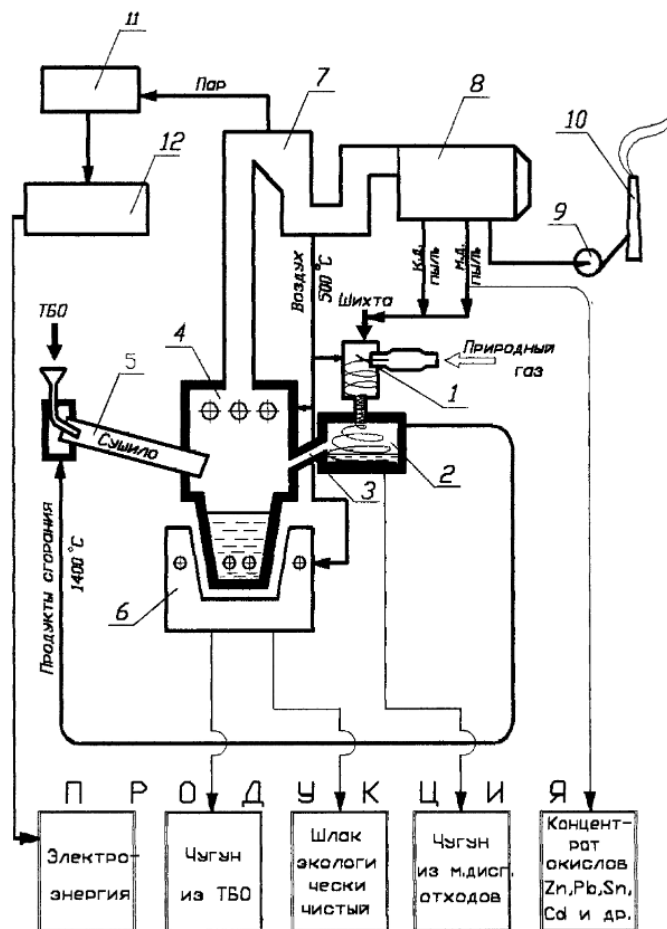 11
Пар
7
8
10
12
9
Воздух
500°С
к.д.
пыль
м.д.
пыль
Шихта
ТБО
4
5
Природный
газ
1
Сушило
2
3
Продукты сгорания
1400°С
6
П Р О Д У К Ц И Я
Электро-
энергия
Чугун
из ТБО
Шлак
экологи
чески
чистый
Чугун
из м.дисп.
отходов
Концент-
рат
окислов
Zn,Pb,Sn,
Cd и др.